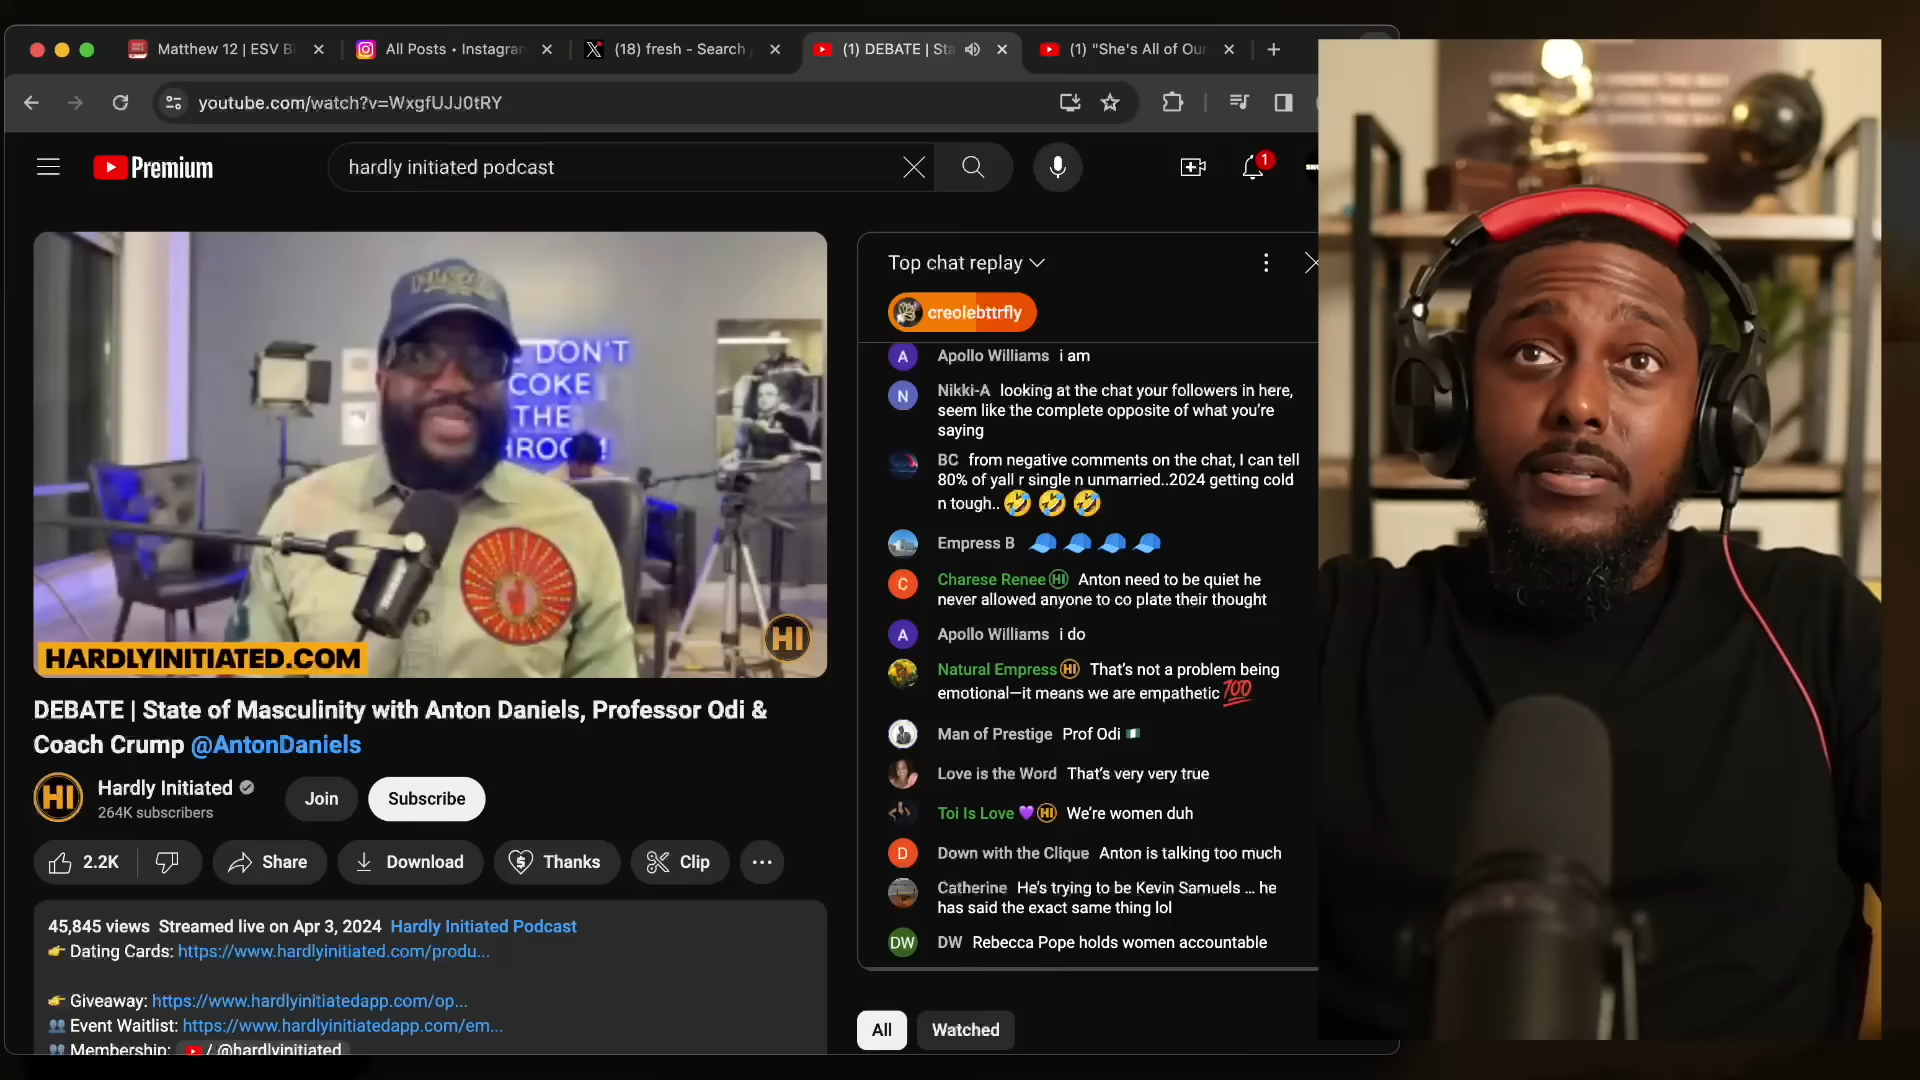 Matthew 12 | ESV B
All Posts • Instagran
(18) fresh - Search
(1) DEBATE | Sta
(1) "She's All of Our
youtube.com/watch?v=WxgfUJJ0tRY
Premium
hardly initiated podcast
1
DON'T
COKE
THE
HROOM!
HI
HARDLYINITIATED.COM
DEBATE | State of Masculinity with Anton Daniels, Professor Odi &
Coach Crump @AntonDaniels
HI
Hardly Initiated
264K subscribers
Join
Subscribe
2.2K
Share
Download
Thanks
Clip
45,845 views Streamed live on Apr 3, 2024 Hardly Initiated Podcast
👉 Dating Cards: https://www.hardlyinitiated.com/produ...
👉 Giveaway: https://www.hardlyinitiatedapp.com/op...
👥 Event Waitlist: https://www.hardlyinitiatedapp.com/em...
👥 Membership: / @hardlyinitiated
Top chat replay
creolebttrfly
A Apollo Williams i am
N Nikki-A looking at the chat your followers in here,
seem like the complete opposite of what you're
saying
BC from negative comments on the chat, I can tell
80% of yall r single n unmarried..2024 getting cold
n tough.. 🤣 🤣 🤣
Empress B 🧢 🧢 🧢 🧢
C Charese Renee HI Anton need to be quiet he
never allowed anyone to co plate their thought
A Apollo Williams i do
Natural Empress HI That's not a problem being
emotional—it means we are empathetic 💯
Man of Prestige Prof Odi 🇳🇬
Love is the Word That's very very true
Toi Is Love 💜 HI We're women duh
D Down with the Clique Anton is talking too much
Catherine He's trying to be Kevin Samuels ... he
has said the exact same thing lol
DW DW Rebecca Pope holds women accountable
All
Watched